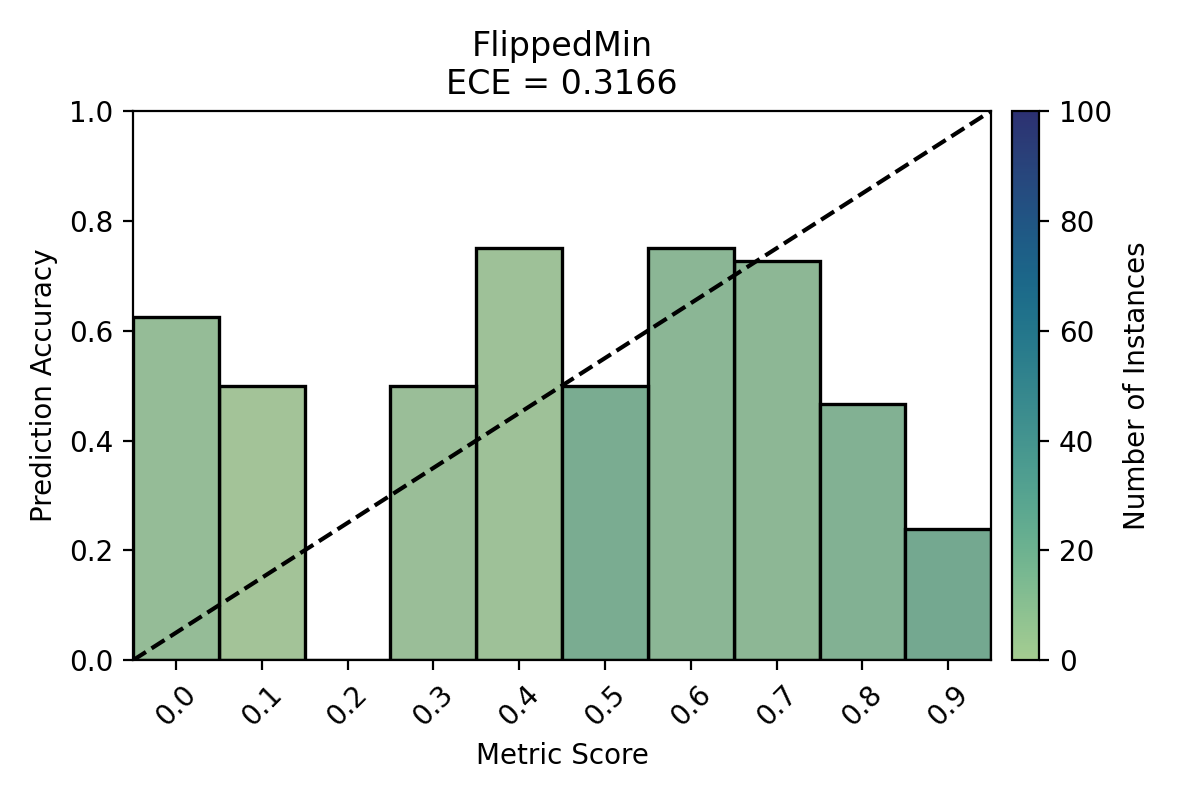 FlippedMin
ECE = 0.3166
1.0
0.8
0.6
0.4
0.2
0.0
Prediction Accuracy
0.0 0.1 0.2 0.3 0.4 0.5 0.6 0.7 0.8 0.9
Metric Score
100
80
60
40
20
0
Number of Instances